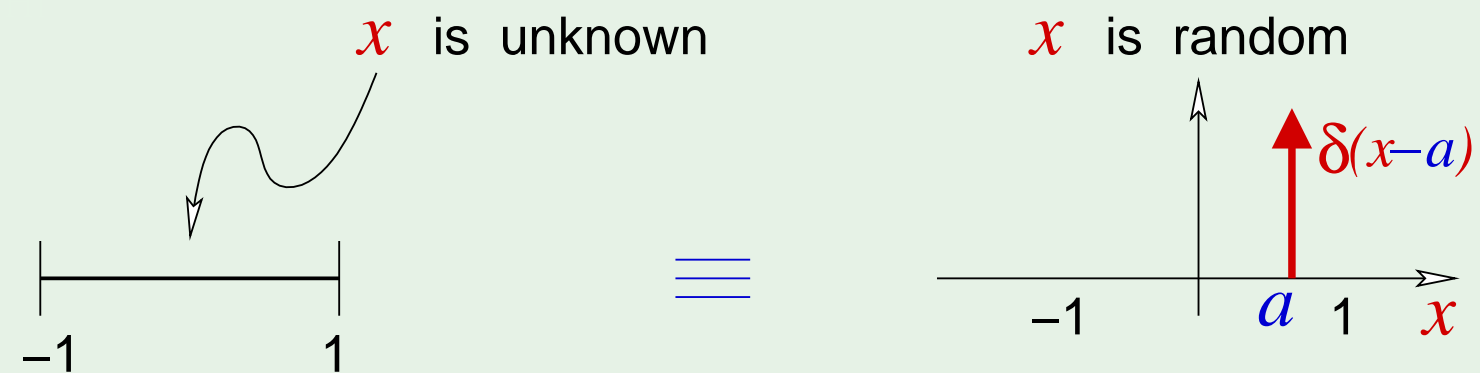 x is unknown
−1 1
≡
x is random
δ(x−a)
−1 a 1 x